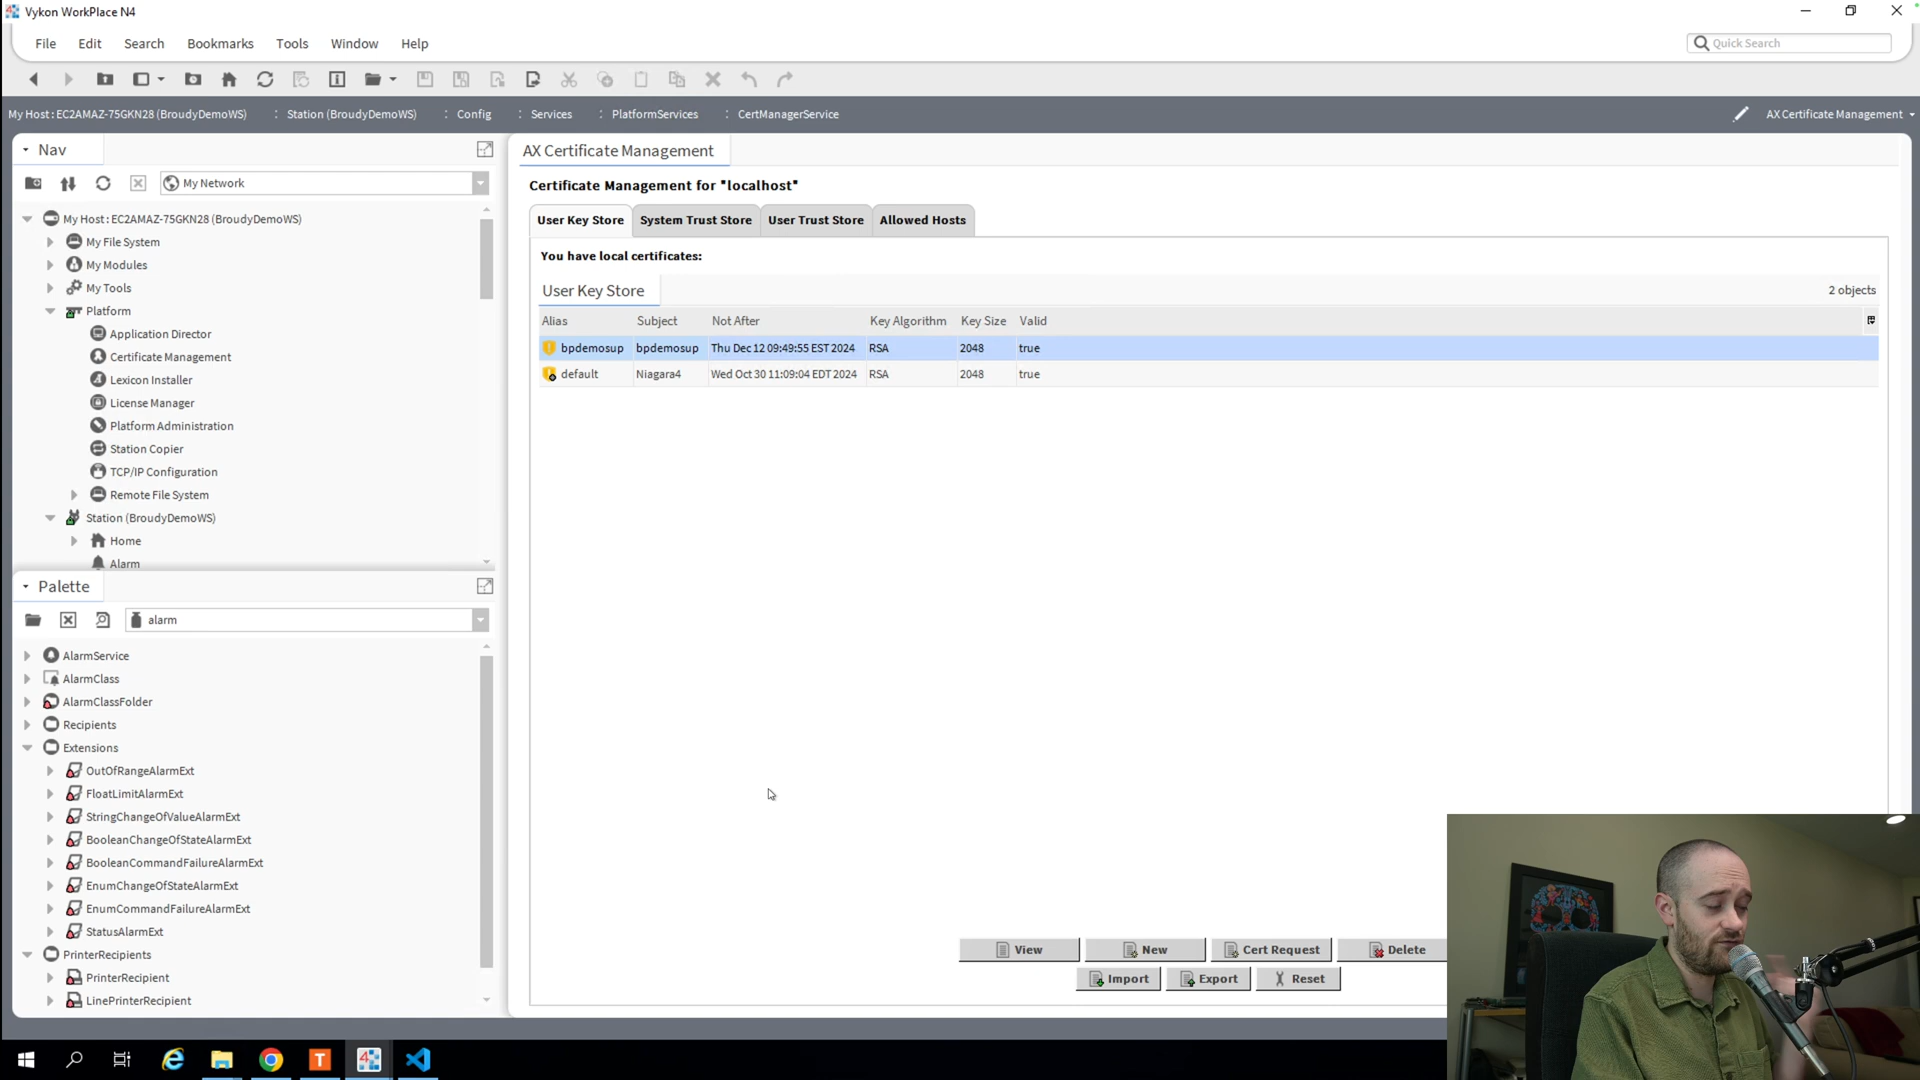 Vykon WorkPlace N4
File Edit Search Bookmarks Tools Window Help
Quick Search
My Host : EC2AMAZ-75GKN28 (BroudyDemoWS) : Station (BroudyDemoWS) : Config : Services : PlatformServices : CertManagerService
AX Certificate Management
Nav
My Network
My Host : EC2AMAZ-75GKN28 (BroudyDemoWS)
My File System
My Modules
My Tools
Platform
Application Director
Certificate Management
Lexicon Installer
License Manager
Platform Administration
Station Copier
TCP/IP Configuration
Remote File System
Station (BroudyDemoWS)
Home
Alarm
Palette
alarm
AlarmService
AlarmClass
AlarmClassFolder
Recipients
Extensions
OutOfRangeAlarmExt
FloatLimitAlarmExt
StringChangeOfValueAlarmExt
BooleanChangeOfStateAlarmExt
BooleanCommandFailureAlarmExt
EnumChangeOfStateAlarmExt
EnumCommandFailureAlarmExt
StatusAlarmExt
PrinterRecipients
PrinterRecipient
LinePrinterRecipient
AX Certificate Management
Certificate Management for "localhost"
User Key Store System Trust Store User Trust Store Allowed Hosts
You have local certificates:
User Key Store
2 objects
Alias Subject Not After Key Algorithm Key Size Valid
bpdemosup bpdemosup Thu Dec 12 09:49:55 EST 2024 RSA 2048 true
default Niagara4 Wed Oct 30 11:09:04 EDT 2024 RSA 2048 true
View New Cert Request Delete
Import Export Reset